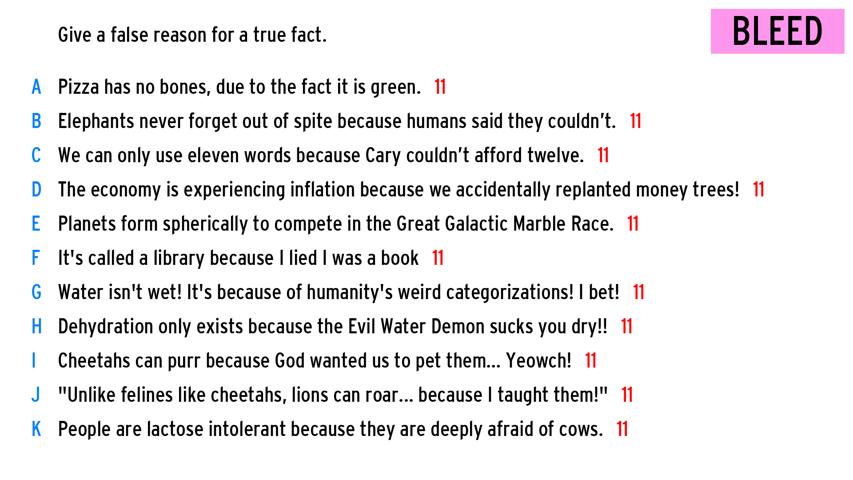 Give a false reason for a true fact.
BLEED
A Pizza has no bones, due to the fact it is green. 11
B Elephants never forget out of spite because humans said they couldn’t. 11
C We can only use eleven words because Cary couldn’t afford twelve. 11
D The economy is experiencing inflation because we accidentally replanted money trees! 11
E Planets form spherically to compete in the Great Galactic Marble Race. 11
F It's called a library because I lied I was a book 11
G Water isn't wet! It's because of humanity's weird categorizations! I bet! 11
H Dehydration only exists because the Evil Water Demon sucks you dry!! 11
I Cheetahs can purr because God wanted us to pet them... Yeowch! 11
J "Unlike felines like cheetahs, lions can roar... because I taught them!" 11
K People are lactose intolerant because they are deeply afraid of cows. 11